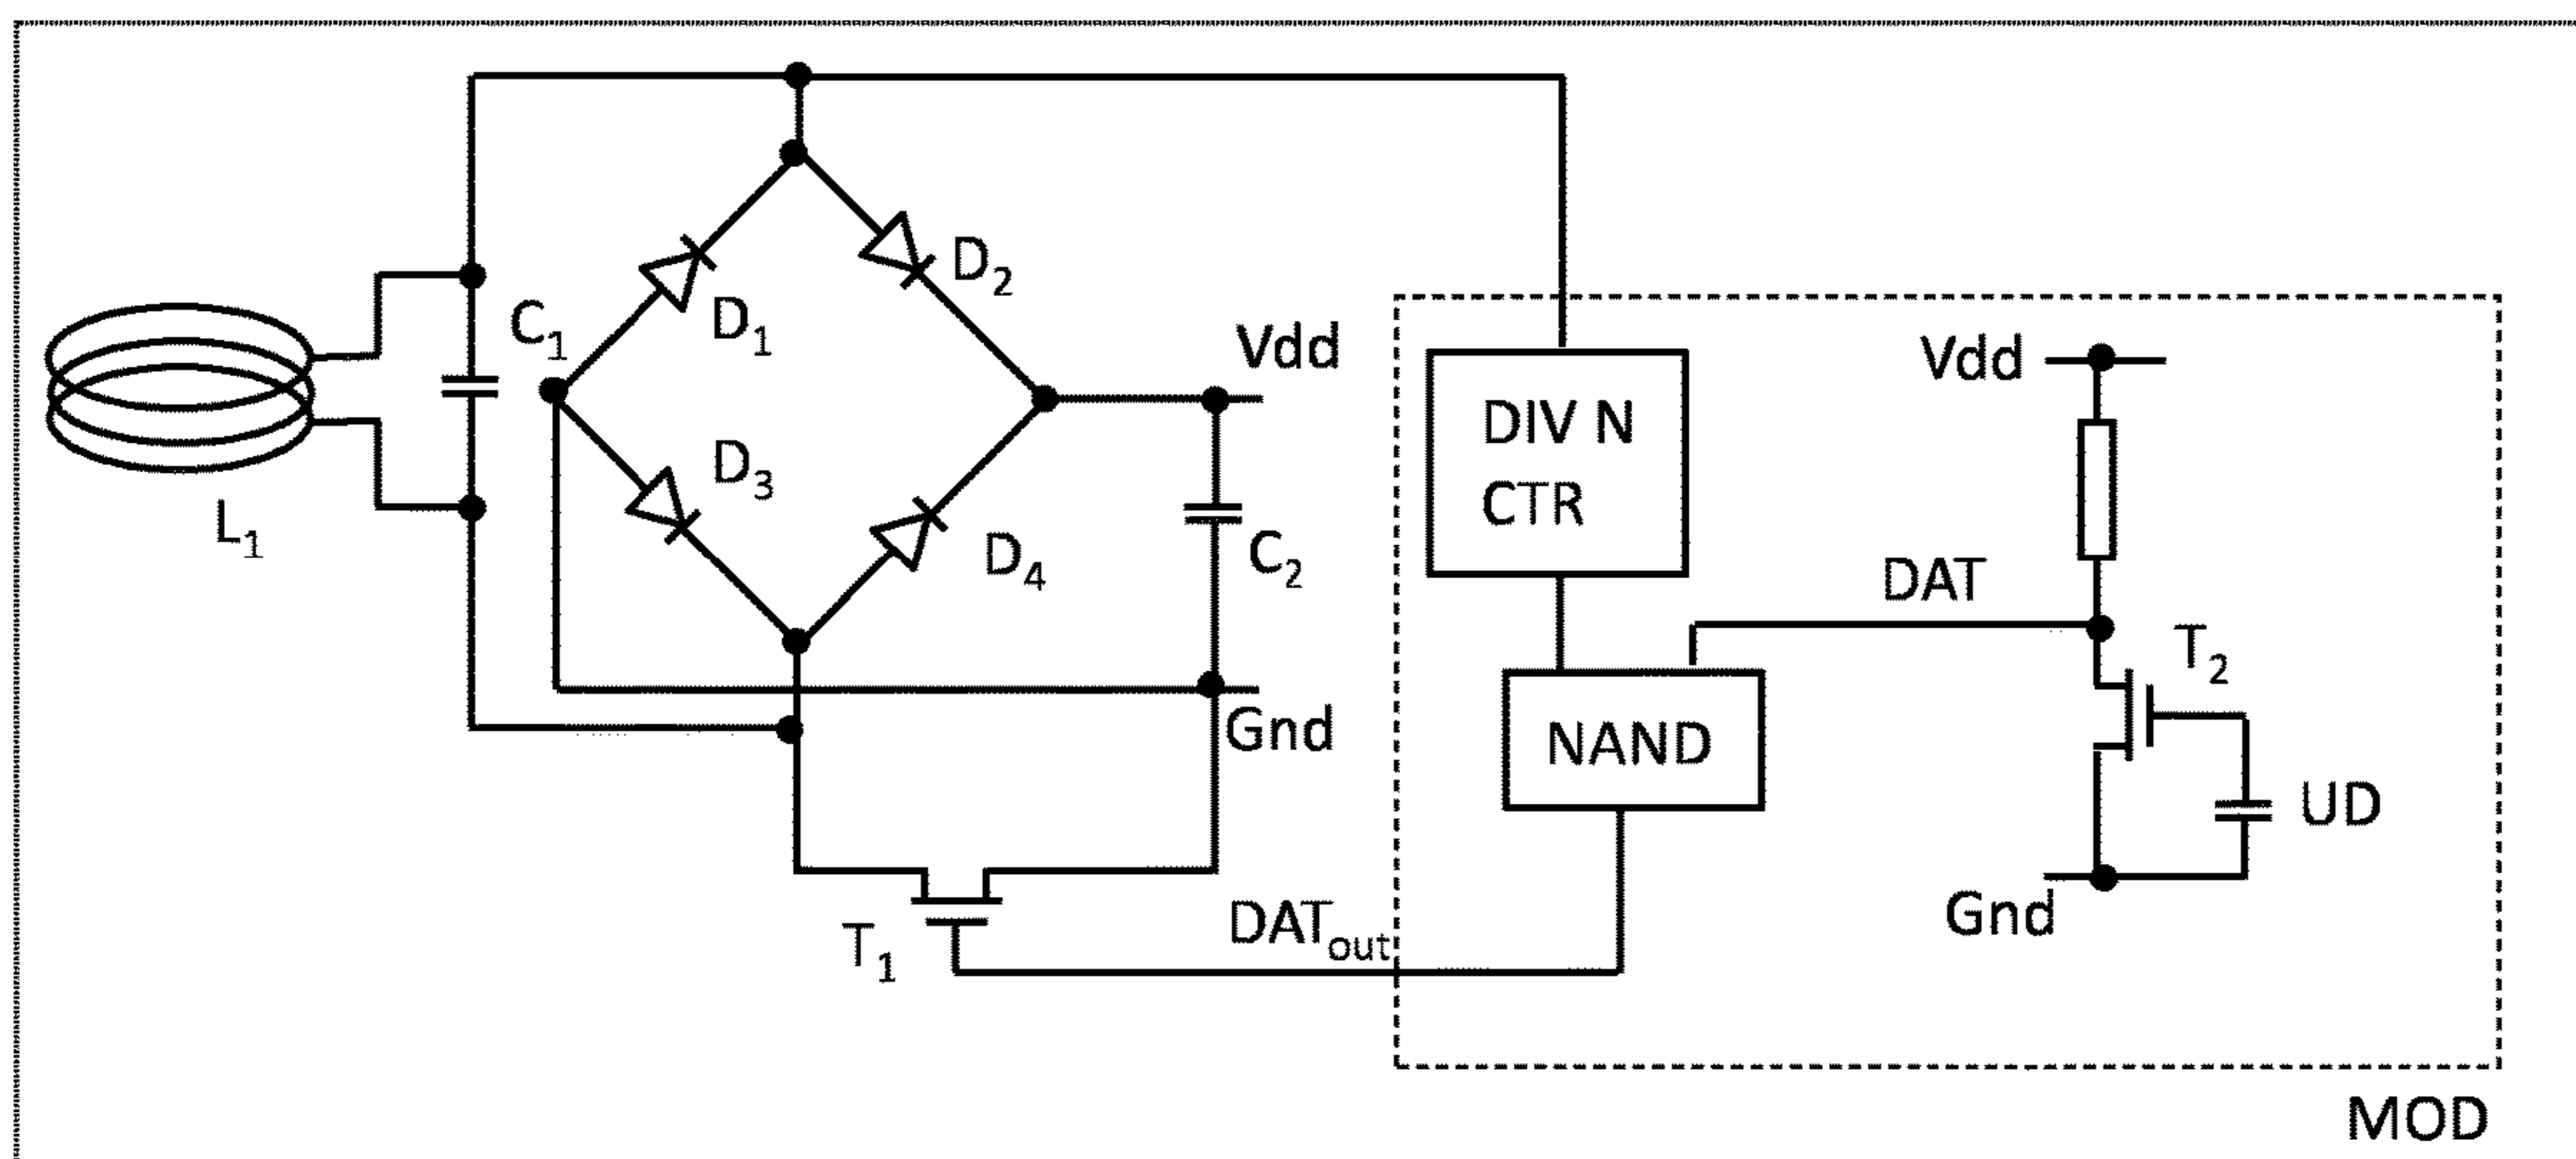 L₁
C₁
D₁
D₂
D₃
D₄
Vdd
C₂
Gnd
T₁
DATout
DIV N
CTR
NAND
DAT
Vdd
T₂
UD
Gnd
MOD